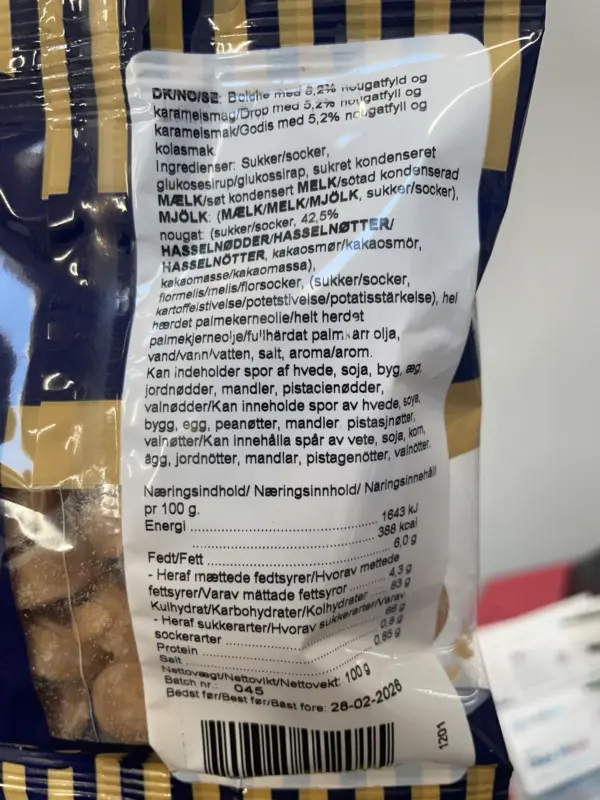 DK/NO/SE: Bolche med 5,2% nougatfyld og
karamelsmag/Drop med 5,2% nougatfyll og
karamelsmak/Godis med 5,2% nougatfyll og
kolasmak.
Ingredienser: Sukker/socker,
glukosesirup/glukossirap, sukret kondenseret
MÆLK/søt kondensert MELK/sötad kondenserad
MJÖLK: (MÆLK/MELK/MJÖLK, sukker/socker),
nougat: (sukker/socker, 42,5%
HASSELNØDDER/HASSELNØTTER/
HASSELNÖTTER, kakaosmør/kakaosmör,
kakaomasse/kakaomassa),
flormelis/melis/florsocker, (sukker/socker,
kartoffelstivelse/potetstivelse/potatisstärkelse), hel
hærdet palmekerneolie/helt herdet
palmekjerneolje/fullhärdat palmkärnolja,
vand/vann/vatten, salt, aroma/arom.
Kan indeholder spor af hvede, soja, byg, æg,
jordnødder, mandler, pistacienødder,
valnødder/Kan inneholde spor av hvede, soya,
bygg, egg, peanøtter, mandler pistasjnøtter,
valnøtter/Kan innehålla spår av vete, soja, korn,
ägg, jordnötter, mandlar, pistagenötter, valnötter.
Næringsindhold/ Næringsinnhold/ Näringsinnehåll
pr 100 g.
Energi ........................................ 1643 kJ
........................................ 388 kcal
Fedt/Fett ........................................ 6,0 g
- Heraf mættede fedtsyrer/Hvorav mettede
fettsyrer/Varav mättade fettsyror .......... 4,3 g
Kulhydrat/Karbohydrater/Kolhydrater ...... 83 g
- Heraf sukkerarter/Hvorav sukkerarter/Varav
sockerarter ........................................ 68 g
Protein ........................................ 0,8 g
Salt ........................................ 0,85 g
Nettovægt/Nettovikt/Nettovekt: 100 g
Batch nr.: 045
Bedst før/Best før/Bäst före: 28-02-2026
1201